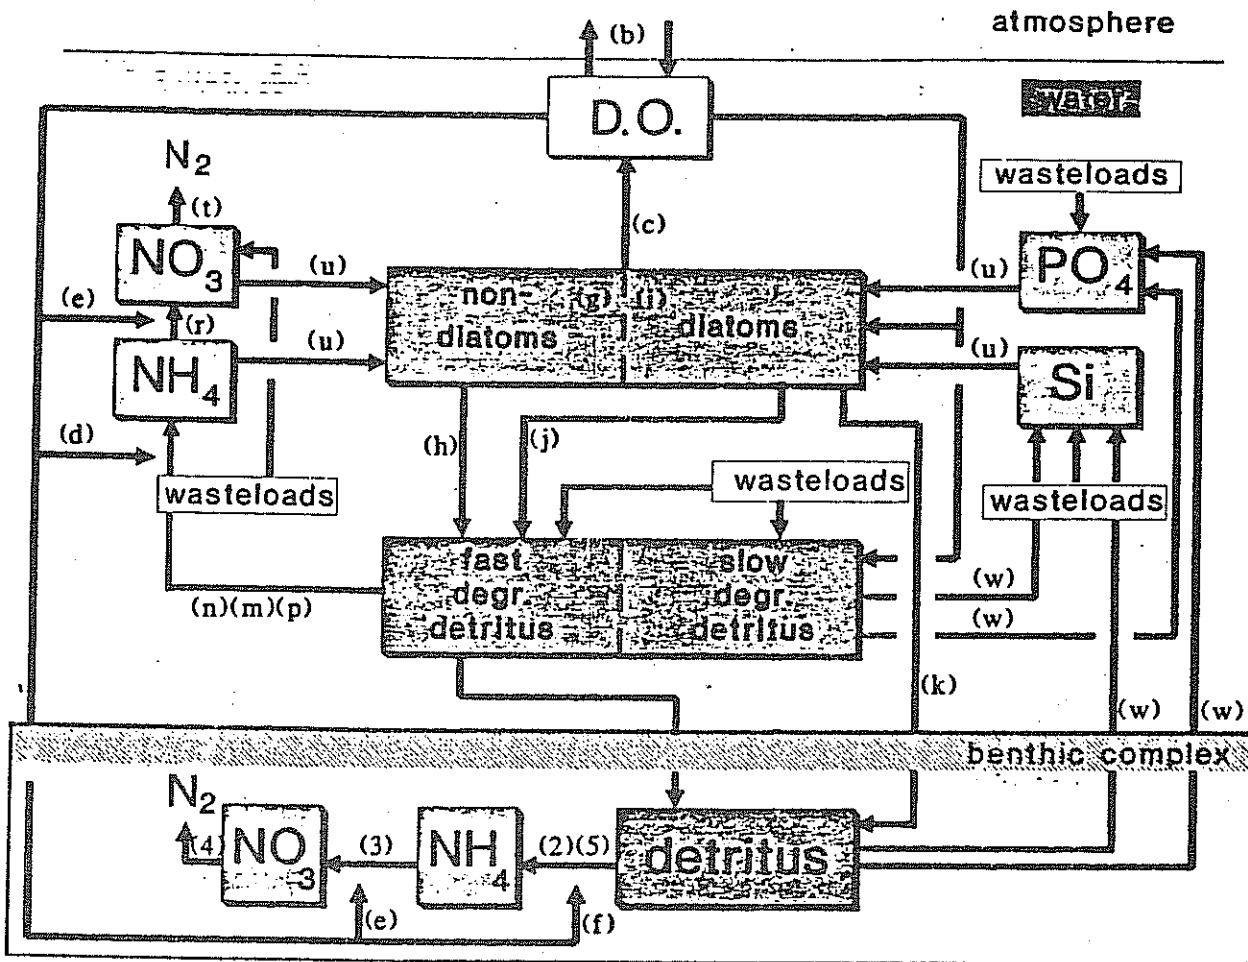 atmosphere
(b)
D.O.
water
N2
wasteloads
(t)
(c)
NO3
PO4
(u)
(u)
(e)
(r)
non-
diatoms
(g)
(i)
diatoms
(u)
(u)
NH4
Si
(d)
(h)
(j)
wasteloads
wasteloads
wasteloads
fast
degr.
detritus
slow
degr.
detritus
(w)
(n)(m)(p)
(w)
(k)
(w)
(w)
benthic complex
N2
(4)
NO3
(3)
NH4
(2)(5)
detritus
(e)
(f)